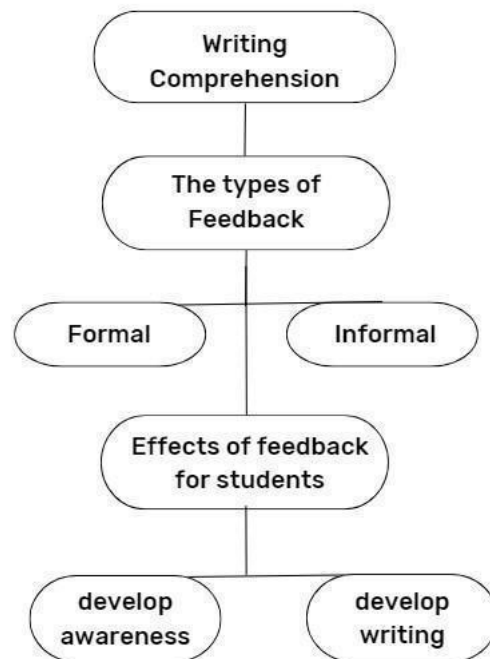 Writing
Comprehension
The types of
Feedback
Formal
Informal
Effects of feedback
for students
develop
awareness
develop
writing